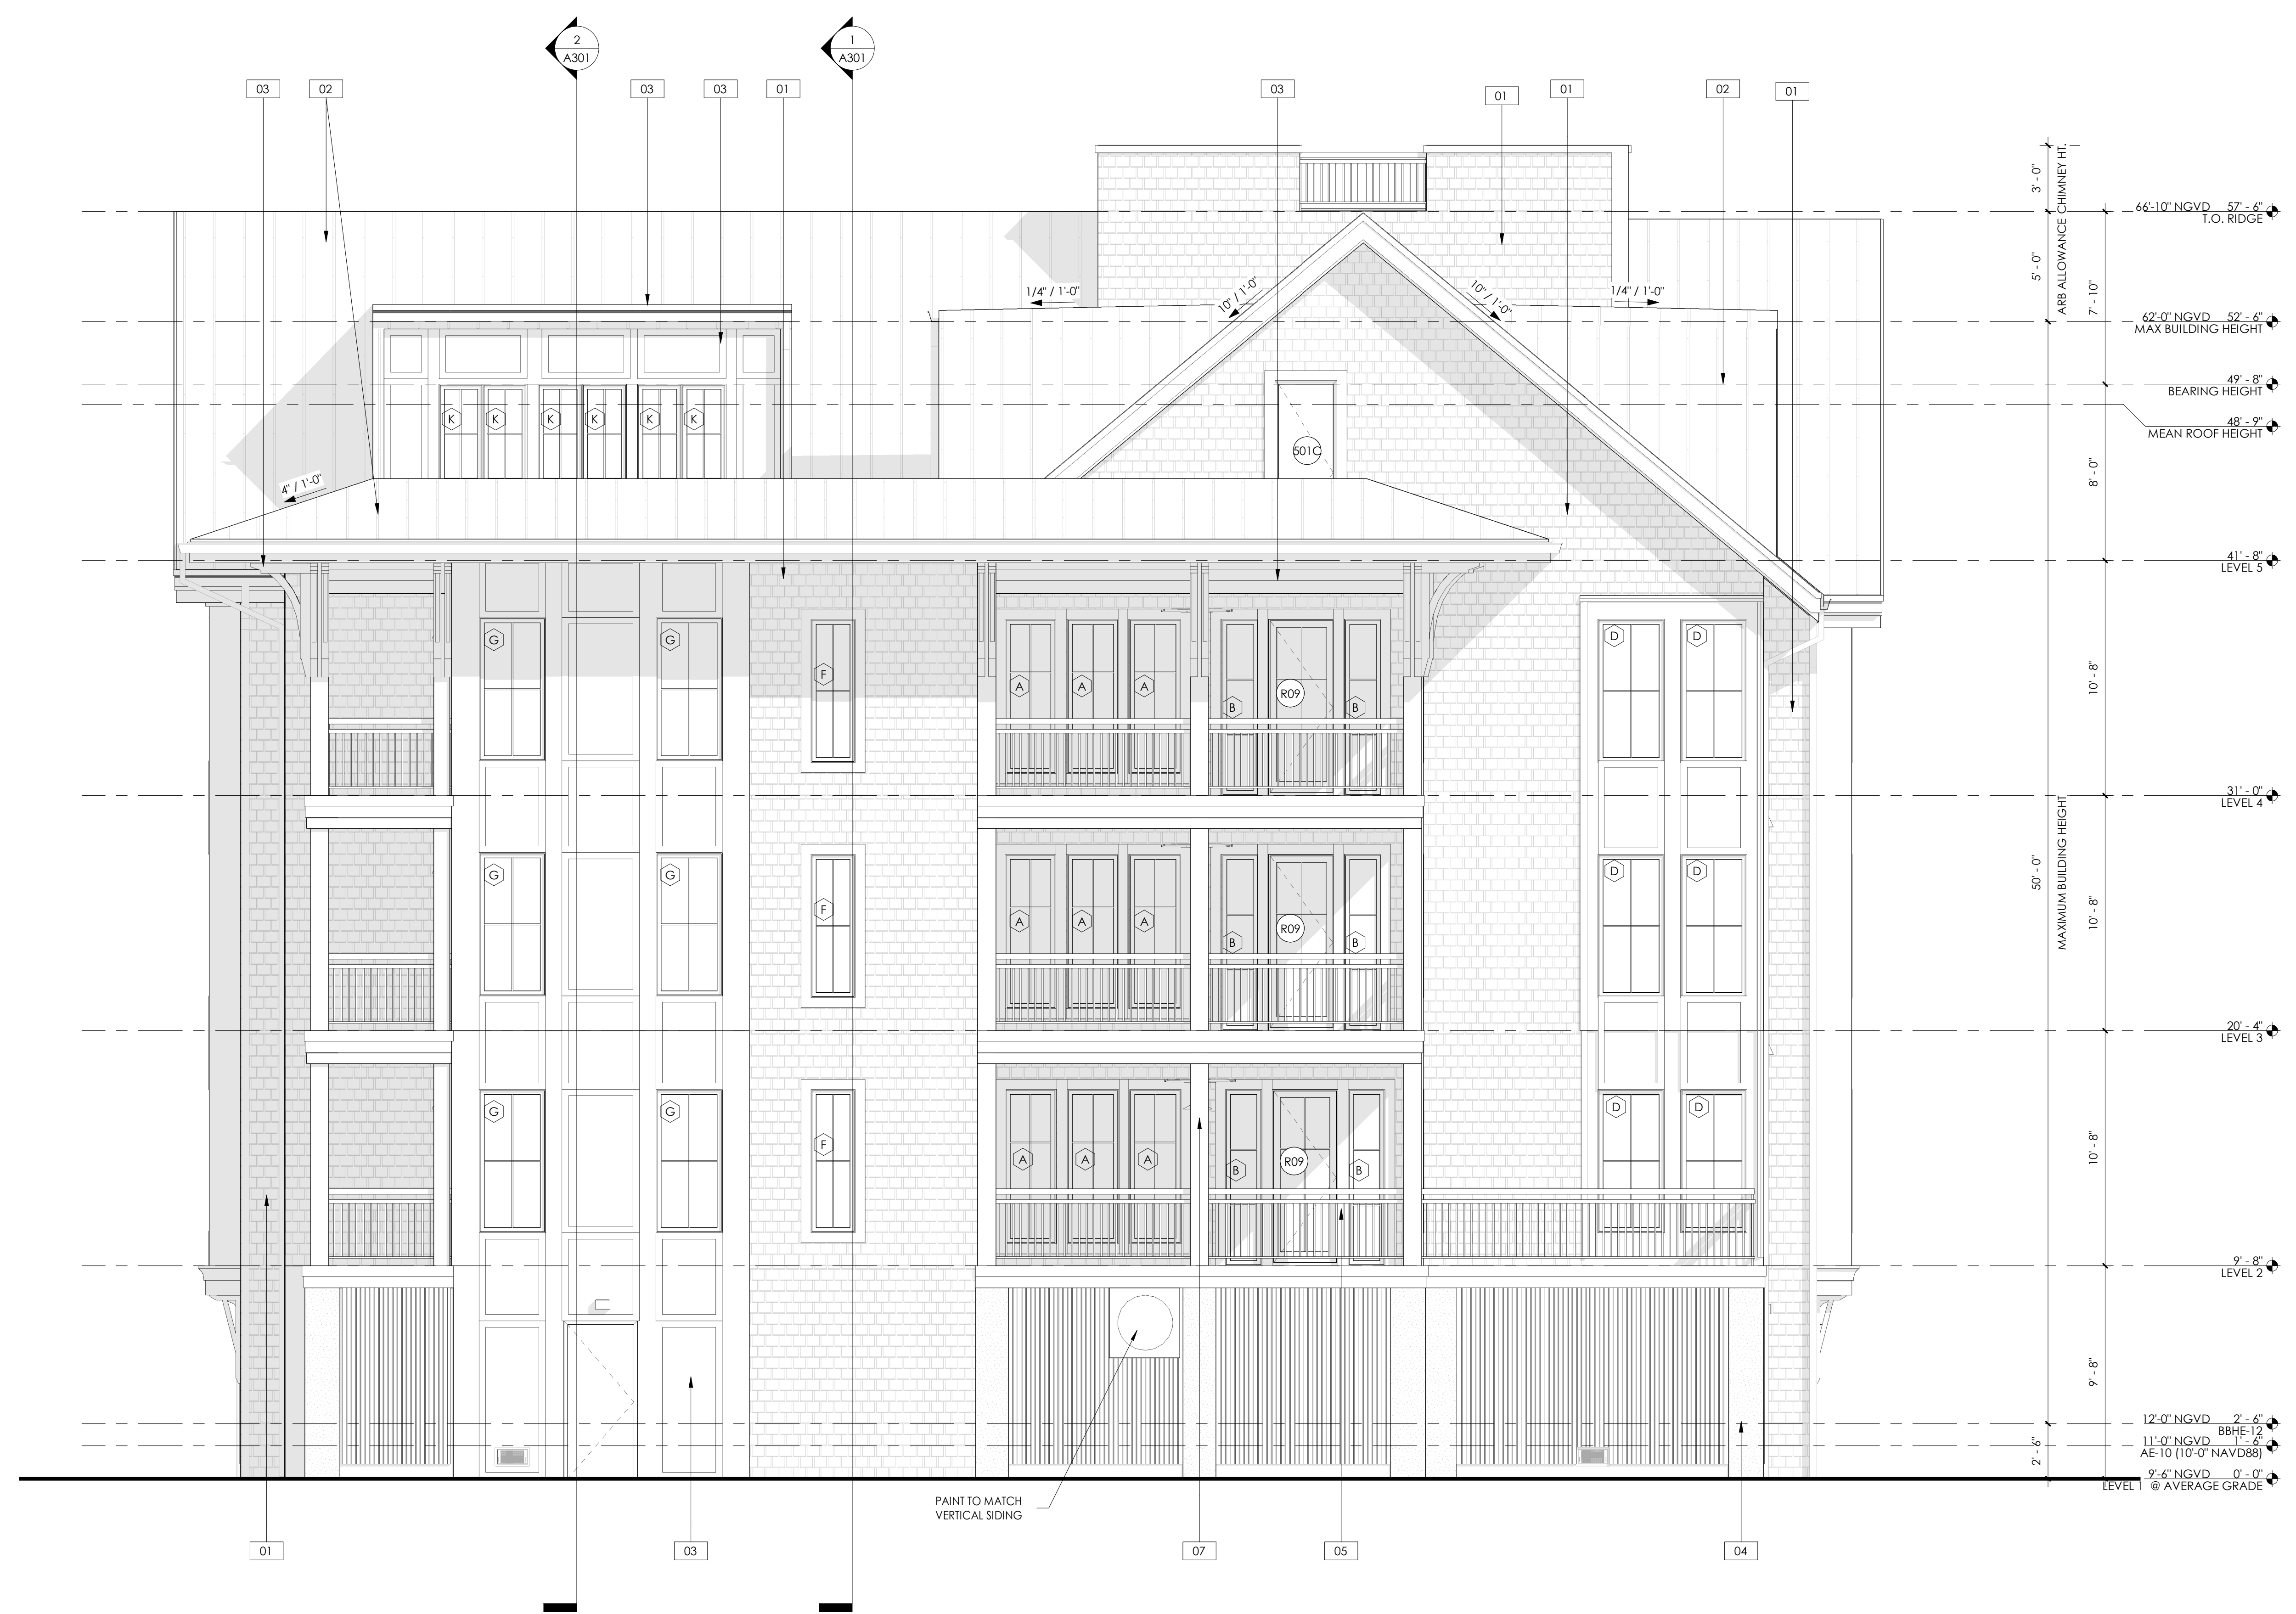 2
A301
1
A301
03
02
03
03
01
03
01
01
02
01
3' - 0"
ARB ALLOWANCE CHIMNEY HT.
66'-10" NGVD 57' - 6"
T.O. RIDGE
5' - 0"
7' - 10"
1/4" / 1'-0"
10" / 1'-0"
10" / 1'-0"
1/4" / 1'-0"
62'-0" NGVD 52' - 6"
MAX BUILDING HEIGHT
49' - 8"
BEARING HEIGHT
K
K
K
K
K
K
48' - 9"
MEAN ROOF HEIGHT
501C
8' - 0"
4" / 1'-0"
41' - 8"
LEVEL 5
G
G
F
A
A
A
B
R09
B
D
D
10' - 8"
31' - 0"
LEVEL 4
G
G
F
A
A
A
B
R09
B
D
D
50' - 0"
MAXIMUM BUILDING HEIGHT
10' - 8"
20' - 4"
LEVEL 3
G
G
F
A
A
A
B
R09
B
D
D
10' - 8"
9' - 8"
LEVEL 2
9' - 8"
12'-0" NGVD 2' - 6"
BBHE-12
11'-0" NGVD 1' - 6"
AE-10 (10'-0" NAVD88)
2' - 6"
9'-6" NGVD 0' - 0"
LEVEL 1 @ AVERAGE GRADE
PAINT TO MATCH
VERTICAL SIDING
01
03
07
05
04